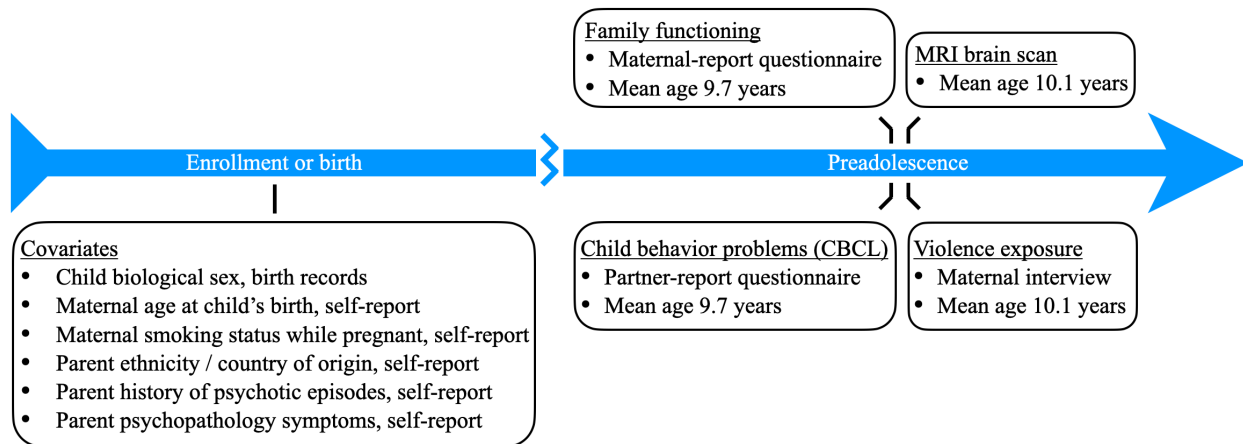 Family functioning
• Maternal-report questionnaire
• Mean age 9.7 years
MRI brain scan
• Mean age 10.1 years
Enrollment or birth
Preadolescence
Covariates
• Child biological sex, birth records
• Maternal age at child’s birth, self-report
• Maternal smoking status while pregnant, self-report
• Parent ethnicity / country of origin, self-report
• Parent history of psychotic episodes, self-report
• Parent psychopathology symptoms, self-report
Child behavior problems (CBCL)
• Partner-report questionnaire
• Mean age 9.7 years
Violence exposure
• Maternal interview
• Mean age 10.1 years